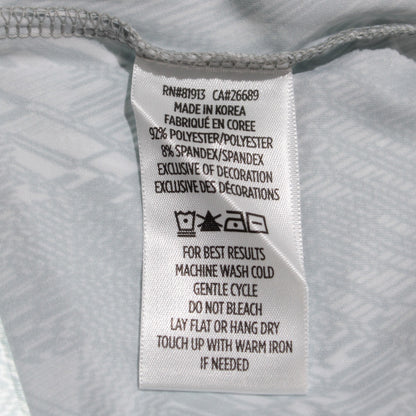 RN#81913 CA#26689
MADE IN KOREA
FABRIQUÉ EN COREE
92% POLYESTER/POLYESTER
8% SPANDEX/SPANDEX
EXCLUSIVE OF DECORATION
EXCLUSIVE DES DÉCORATIONS
FOR BEST RESULTS
MACHINE WASH COLD
GENTLE CYCLE
DO NOT BLEACH
LAY FLAT OR HANG DRY
TOUCH UP WITH WARM IRON
IF NEEDED